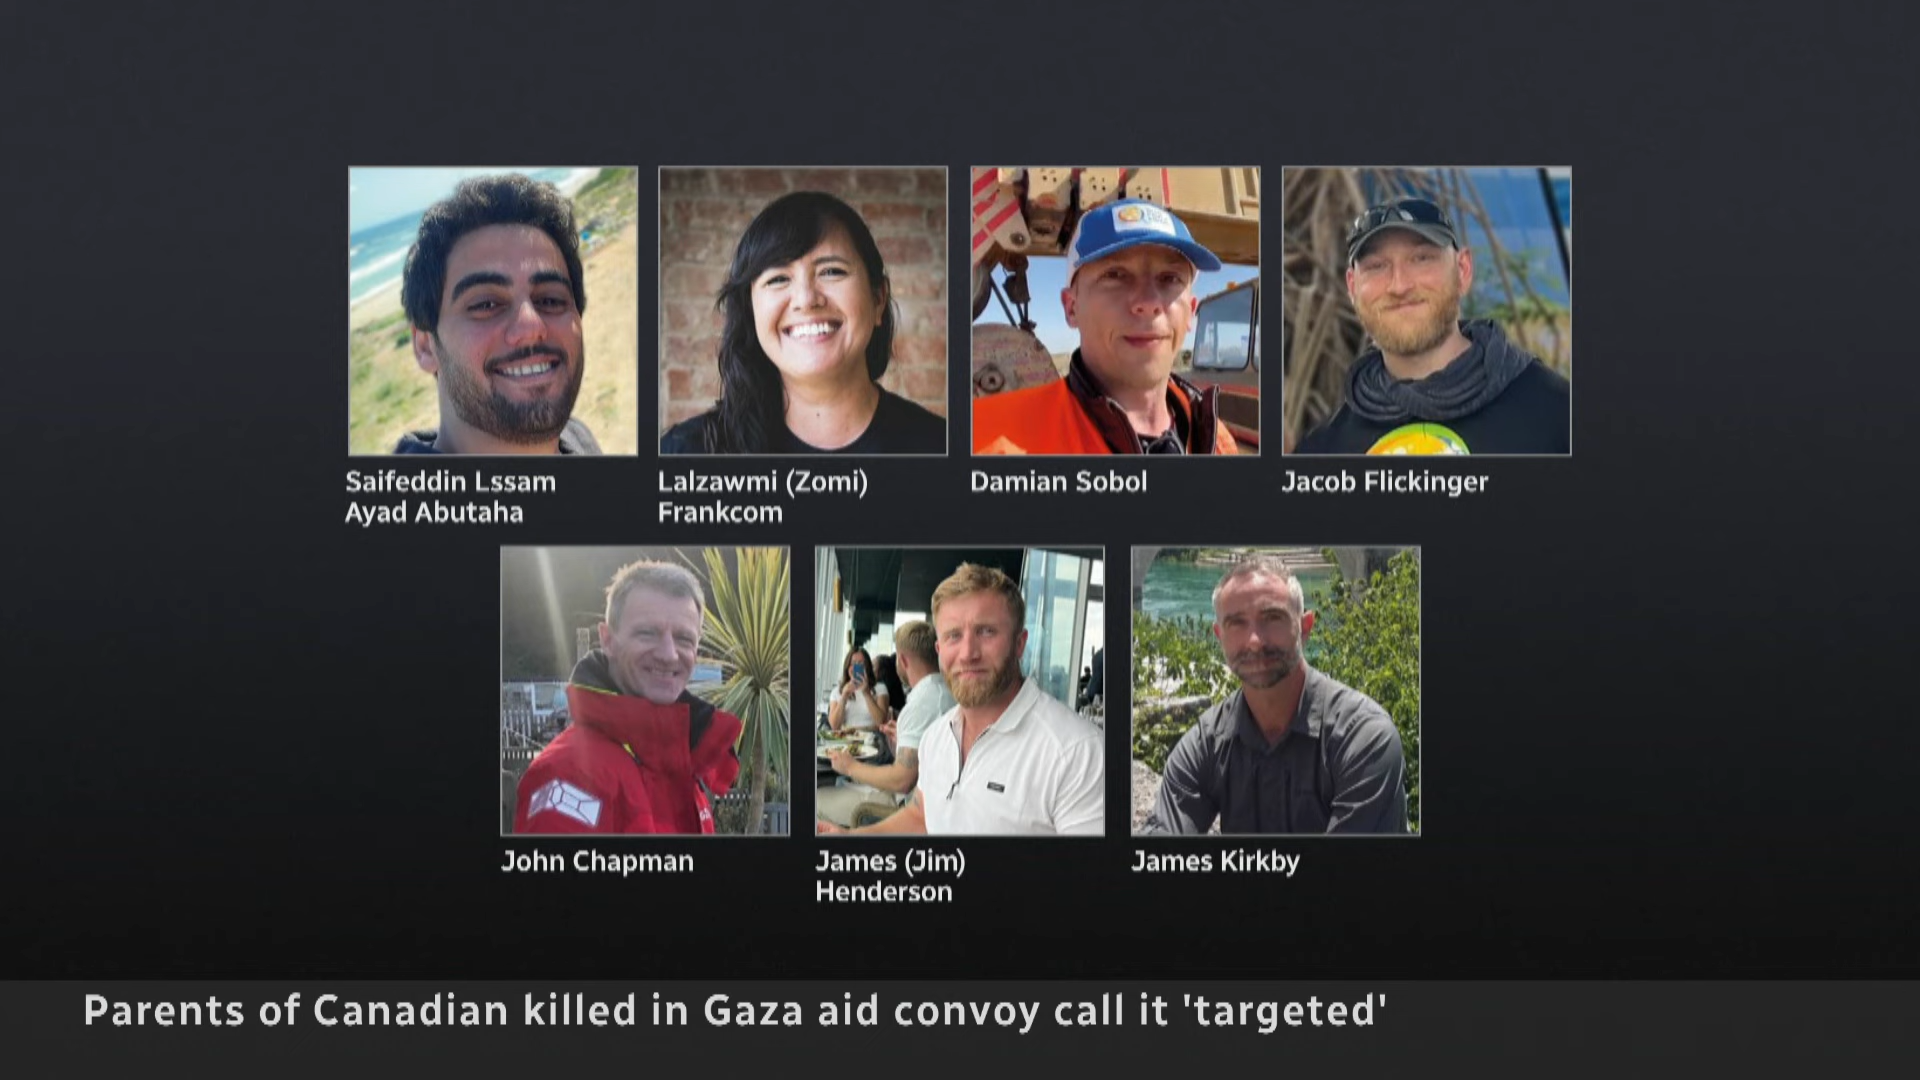 Saifeddin Lssam
Ayad Abutaha
Lalzawmi (Zomi)
Frankcom
Damian Sobol
Jacob Flickinger
John Chapman
James (Jim)
Henderson
James Kirkby
Parents of Canadian killed in Gaza aid convoy call it 'targeted'